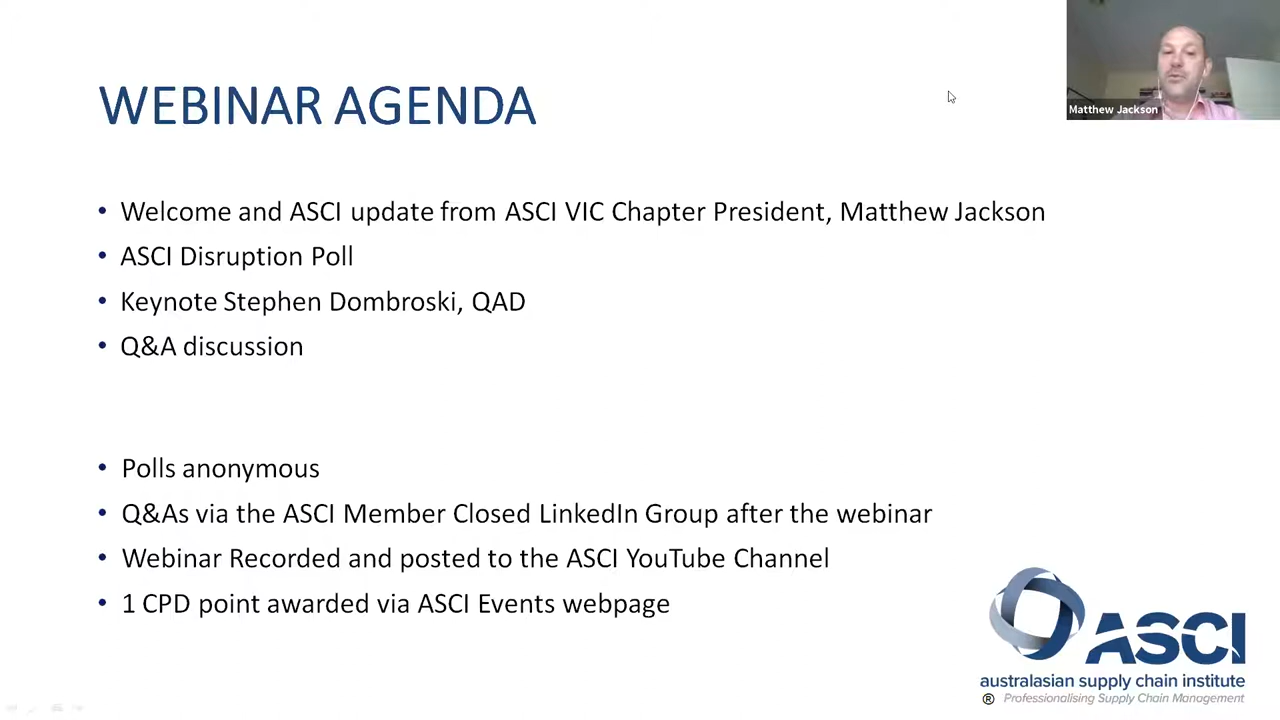 WEBINAR AGENDA
Matthew Jackson
• Welcome and ASCI update from ASCI VIC Chapter President, Matthew Jackson
• ASCI Disruption Poll
• Keynote Stephen Dombroski, QAD
• Q&A discussion
• Polls anonymous
• Q&As via the ASCI Member Closed LinkedIn Group after the webinar
• Webinar Recorded and posted to the ASCI YouTube Channel
• 1 CPD point awarded via ASCI Events webpage
ASCI
australasian supply chain institute
® Professionalising Supply Chain Management